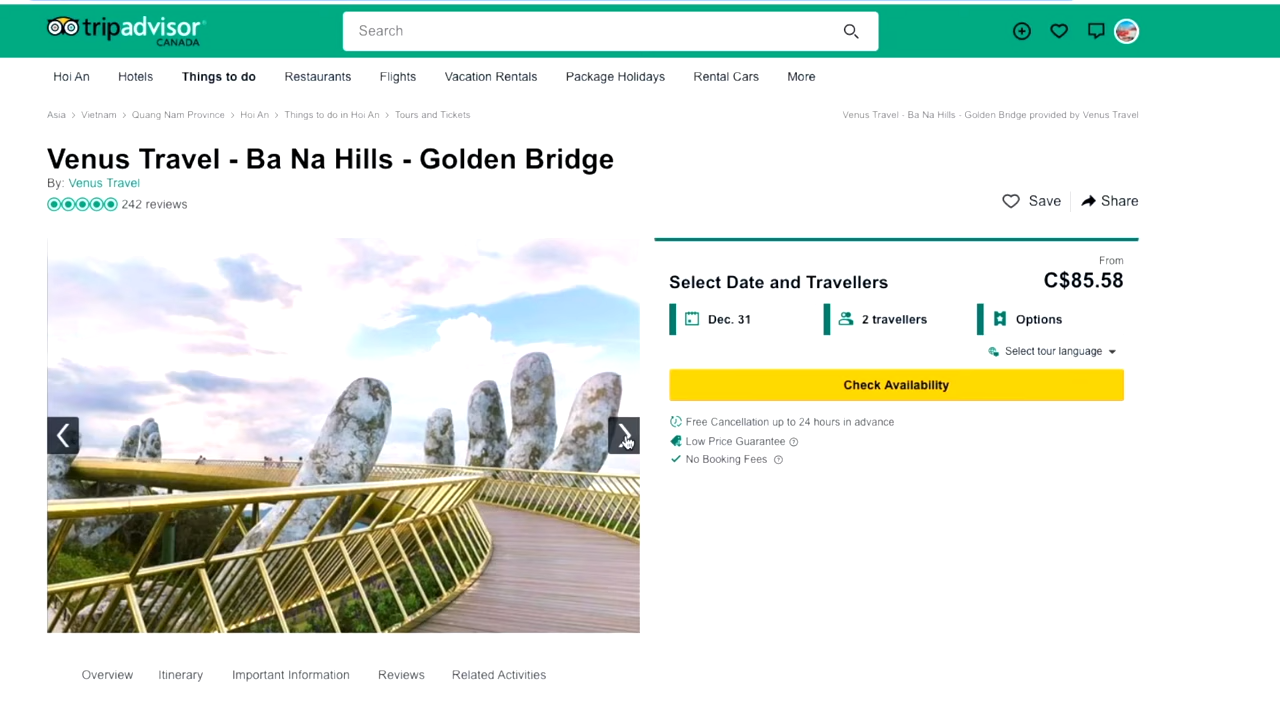 tripadvisor
CANADA
Search
Hoi An Hotels Things to do Restaurants Flights Vacation Rentals Package Holidays Rental Cars More
Asia > Vietnam > Quang Nam Province > Hoi An > Things to do in Hoi An > Tours and Tickets
Venus Travel - Ba Na Hills - Golden Bridge provided by Venus Travel
Venus Travel - Ba Na Hills - Golden Bridge
By: Venus Travel
242 reviews
Save Share
From
Select Date and Travellers C$85.58
Dec. 31 2 travellers Options
Select tour language
Check Availability
Free Cancellation up to 24 hours in advance
Low Price Guarantee
No Booking Fees
Overview Itinerary Important Information Reviews Related Activities